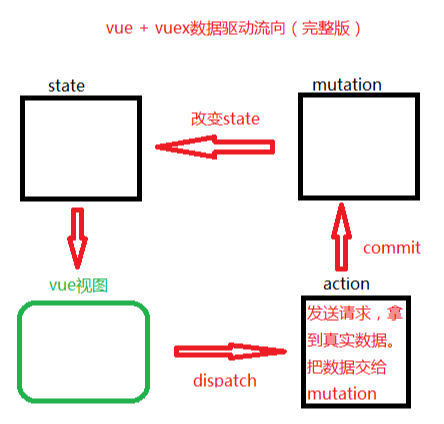 vue + vuex数据驱动流向（完整版）
state
mutation
改变state
commit
vue视图
action
发送请求，拿
到真实数据。
把数据交给
mutation
dispatch